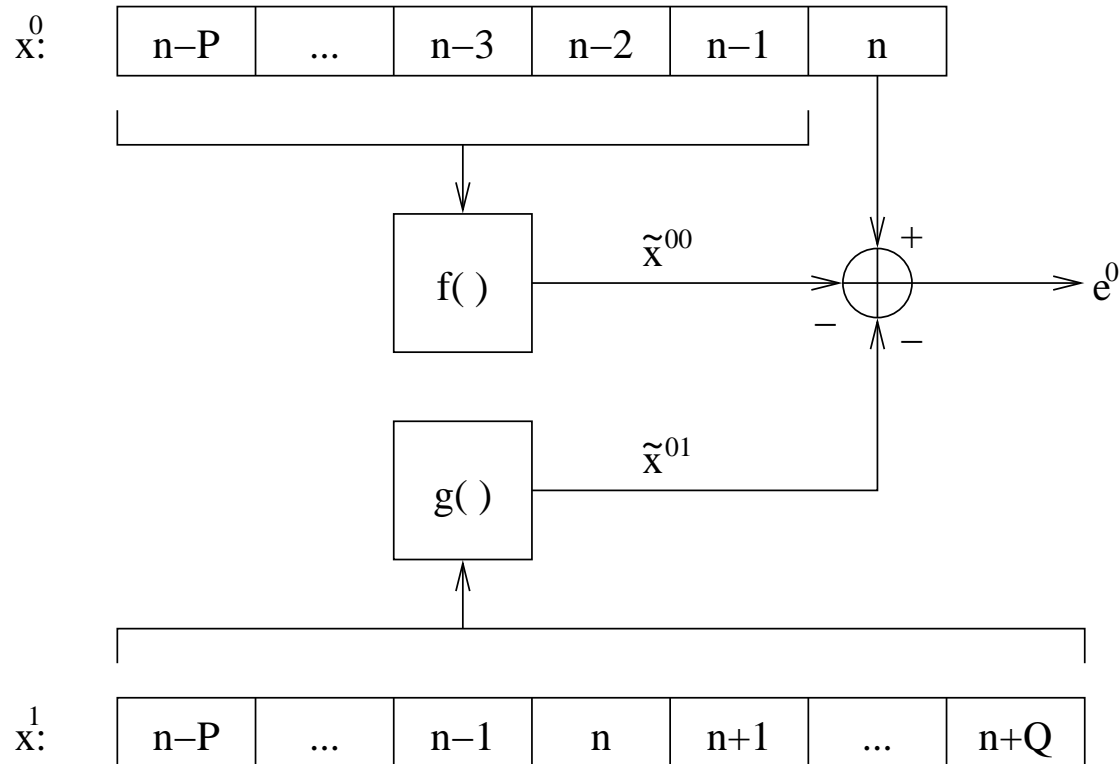 x⁰: n−P ... n−3 n−2 n−1 n
f( )
x̃⁰⁰
+
−
e⁰
−
g( )
x̃⁰¹
x¹: n−P ... n−1 n n+1 ... n+Q